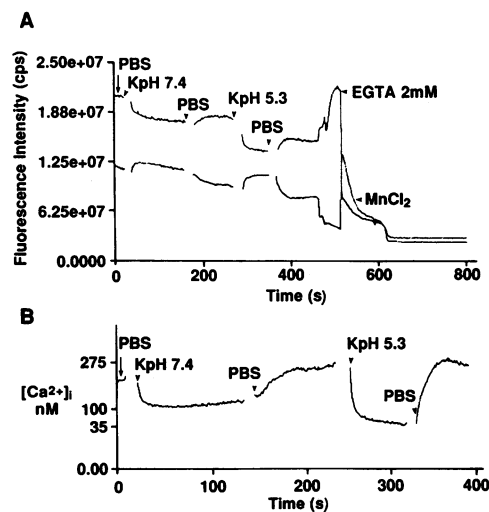 A
Fluorescence Intensity (cps)
2.50e+07
1.88e+07
1.25e+07
6.25e+07
0.0000
PBS
KpH 7.4
PBS
KpH 5.3
PBS
EGTA 2mM
MnCl₂
0 200 400 600 800
Time (s)
B
[Ca²⁺]ᵢ
nM
275
100
35
0.00
PBS
KpH 7.4
PBS
KpH 5.3
PBS
0 100 200 300 400
Time (s)